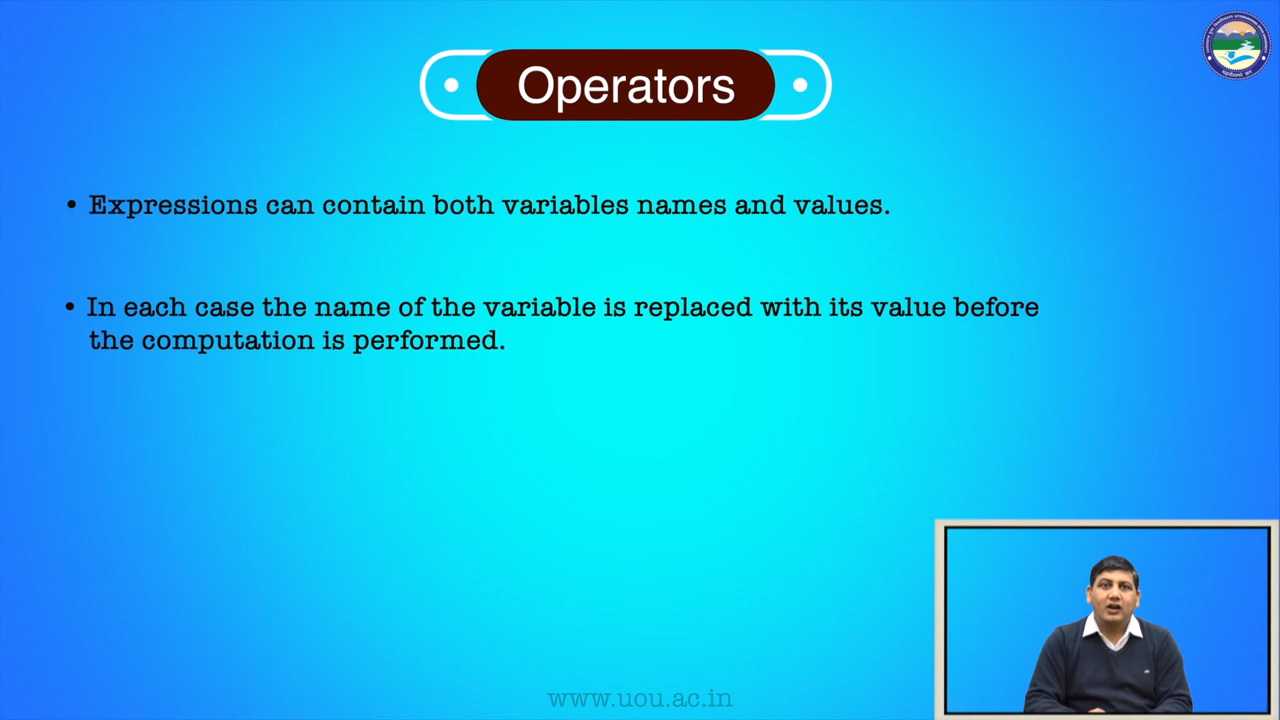 Operators
• Expressions can contain both variables names and values.
• In each case the name of the variable is replaced with its value before
the computation is performed.
www.uou.ac.in